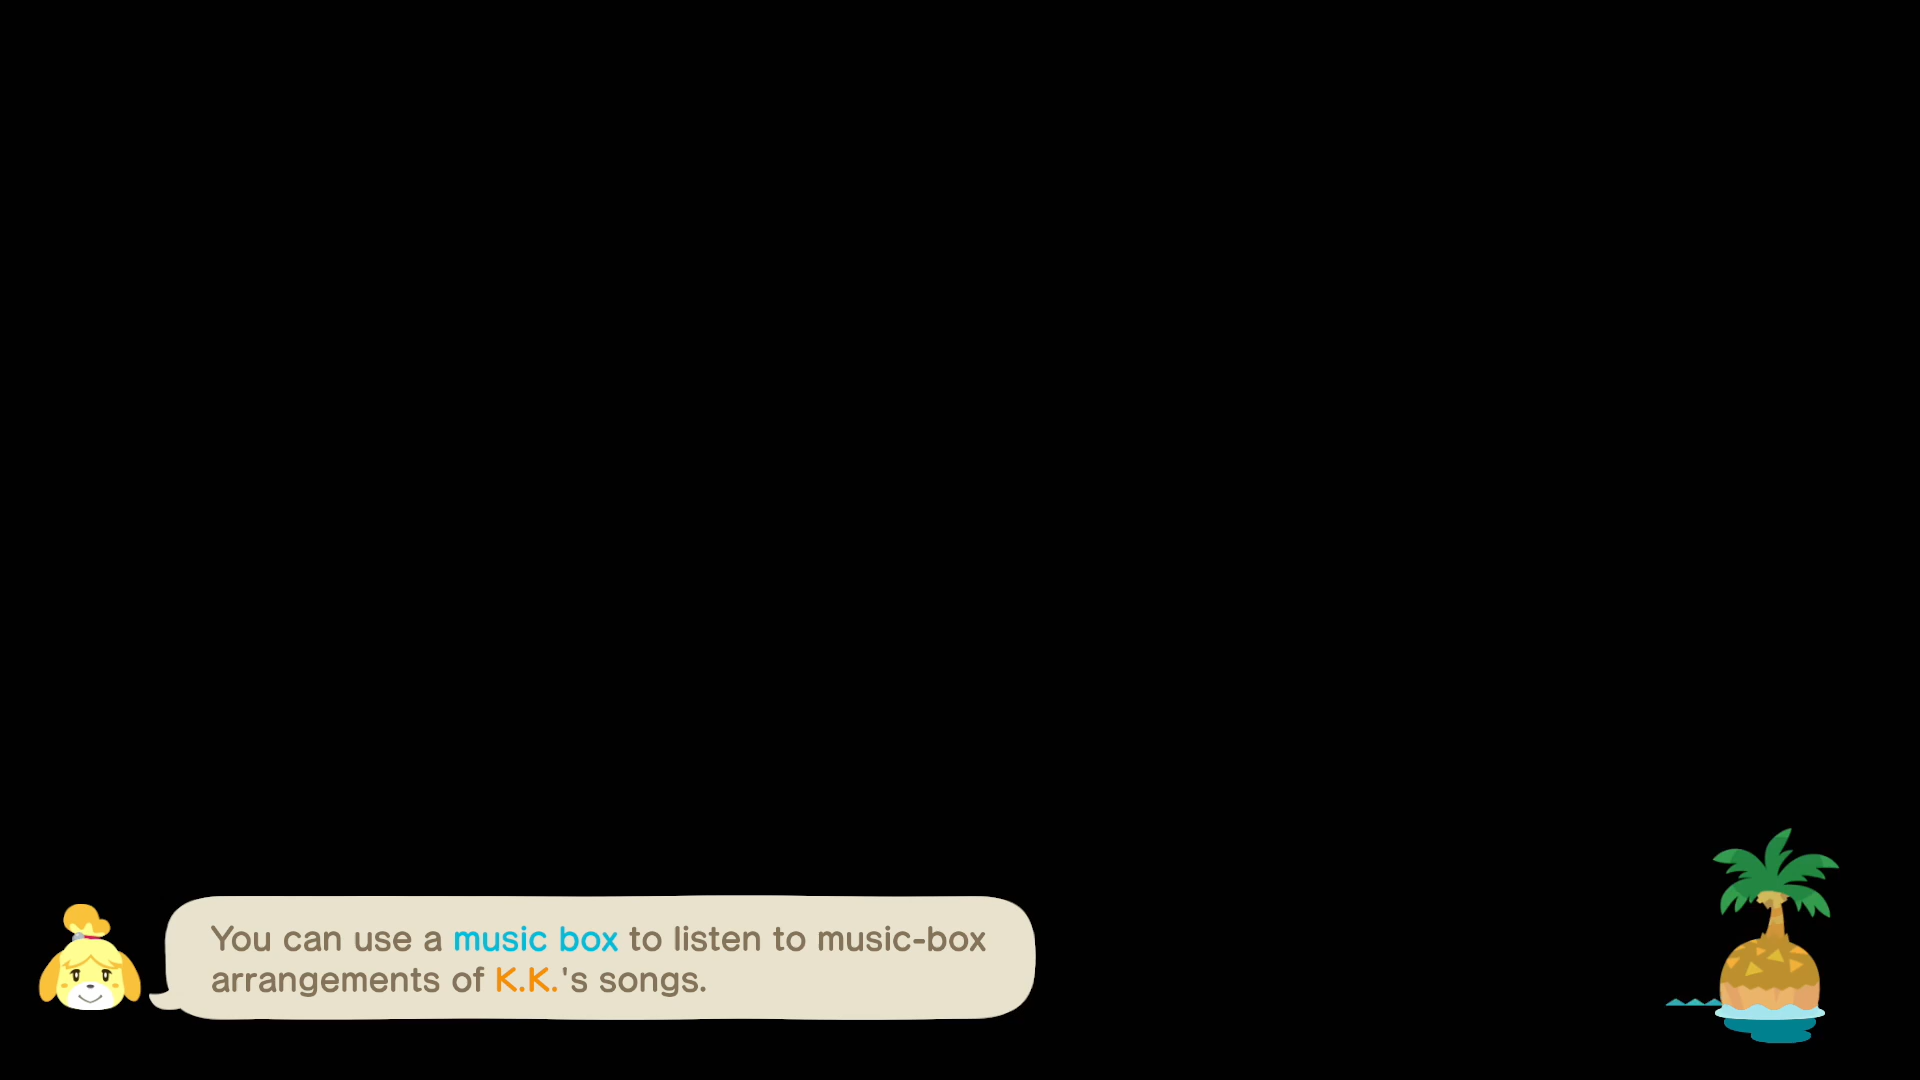 You can use a music box to listen to music-box
arrangements of K.K.'s songs.